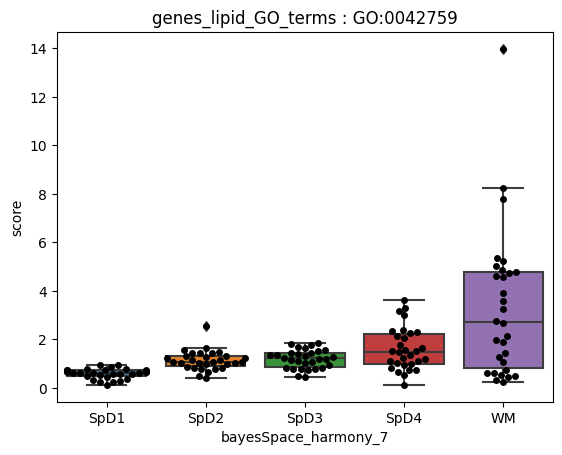 genes_lipid_GO_terms : GO:0042759
14
12
10
8
6
4
2
0
score
SpD1 SpD2 SpD3 SpD4 WM
bayesSpace_harmony_7